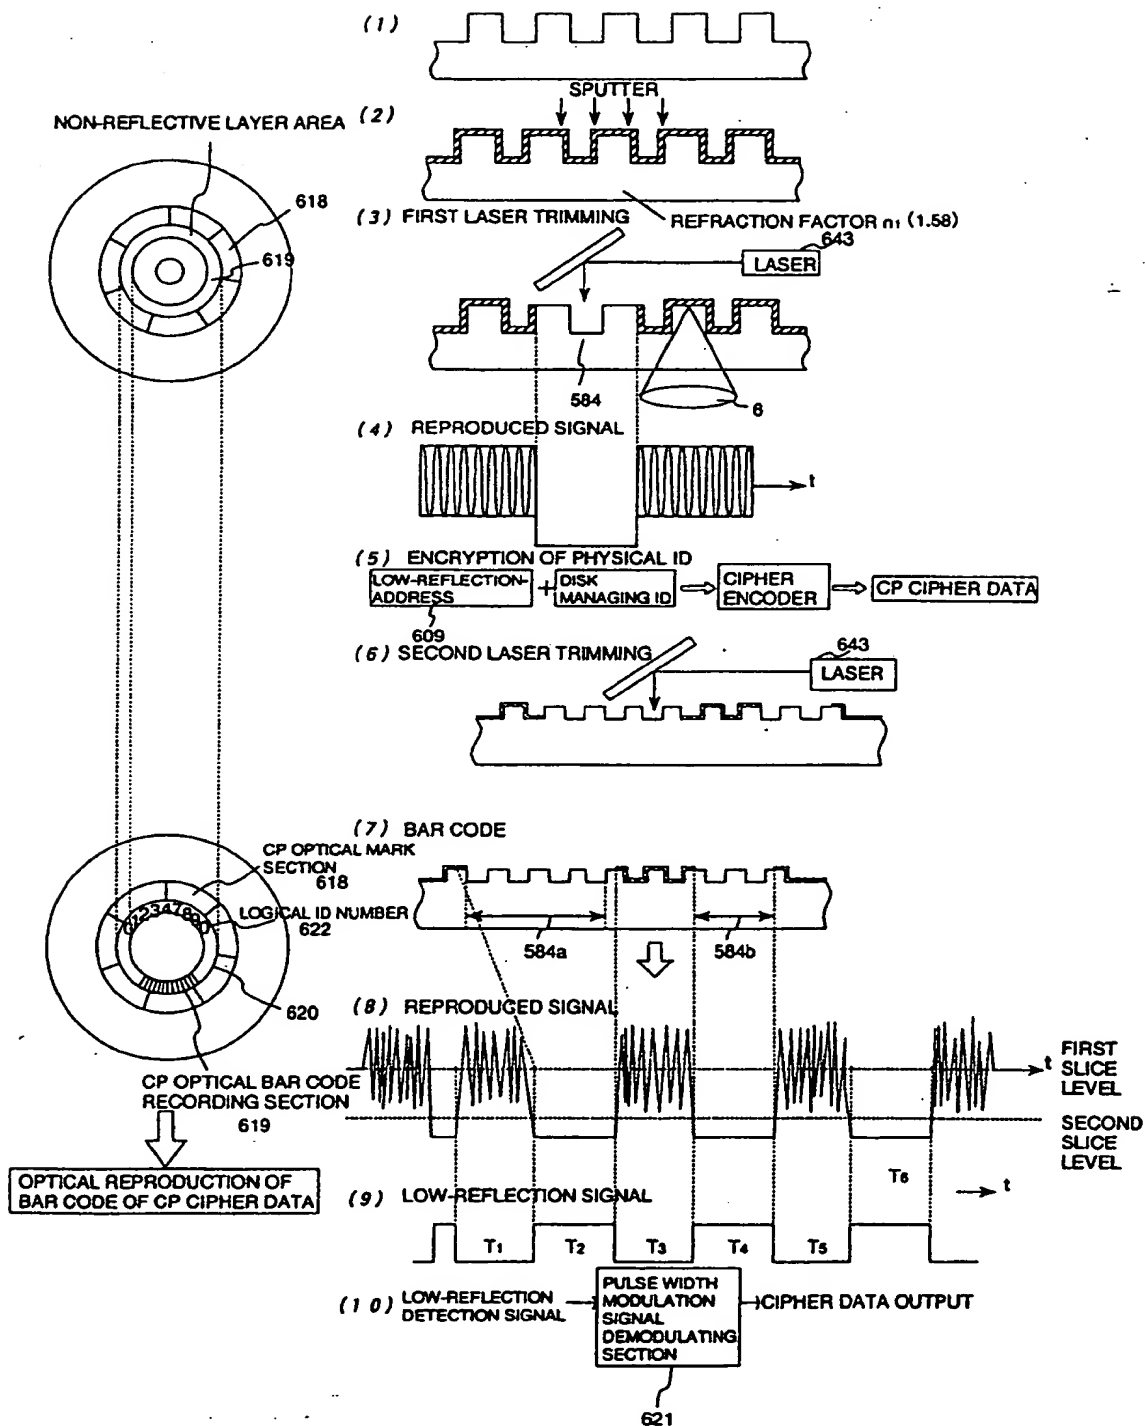 (1)
SPUTTER
(2)
NON-REFLECTIVE LAYER AREA
618
619
REFRACTION FACTOR n1 (1.58)
(3) FIRST LASER TRIMMING
643
LASER
584
6
(4) REPRODUCED SIGNAL
t
(5) ENCRYPTION OF PHYSICAL ID
LOW-REFLECTION-
ADDRESS
+
DISK
MANAGING ID
CIPHER
ENCODER
CP CIPHER DATA
609
(6) SECOND LASER TRIMMING
643
LASER
(7) BAR CODE
584a
584b
CP OPTICAL MARK
SECTION
618
LOGICAL ID NUMBER
622
620
CP OPTICAL BAR CODE
RECORDING SECTION
619
OPTICAL REPRODUCTION OF
BAR CODE OF CP CIPHER DATA
(8) REPRODUCED SIGNAL
t
FIRST
SLICE
LEVEL
SECOND
SLICE
LEVEL
(9) LOW-REFLECTION SIGNAL
t
T1
T2
T3
T4
T5
T6
(10) LOW-REFLECTION
DETECTION SIGNAL
PULSE WIDTH
MODULATION
SIGNAL
DEMODULATING
SECTION
CIPHER DATA OUTPUT
621